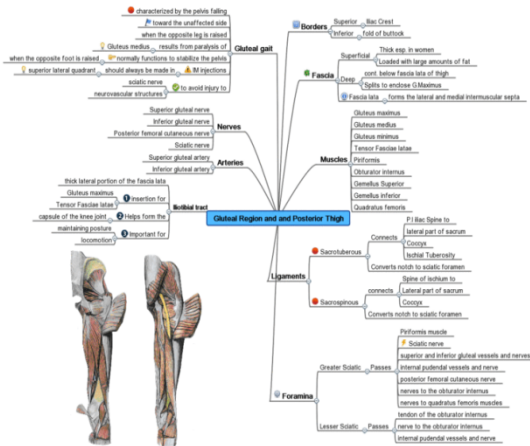 characterized by the pelvis falling
toward the unaffected side
when the opposite leg is raised
Gluteus medius
results from paralysis of
when the opposite foot is raised
normally functions to stabilize the pelvis
superior lateral quadrant
should always be made in
IM injections
sciatic nerve
neurovascular structures
to avoid injury to
Gluteal gait
Superior gluteal nerve
Inferior gluteal nerve
Posterior femoral cutaneous nerve
Sciatic nerve
Nerves
Superior gluteal artery
Inferior gluteal artery
Arteries
thick lateral portion of the fascia lata
Gluteus maximus
Tensor Fasciae latae
1 Insertion for
capsule of the knee joint
2 Helps form the
maintaining posture
locomotion
3 Important for
Iliotibial tract
Gluteal Region and and Posterior Thigh
Borders
Superior
Iliac Crest
Inferior
fold of buttock
Fascia
Superficial
Thick esp. in women
Loaded with large amounts of fat
Deep
cont. below fascia lata of thigh
Splits to enclose G.Maximus
Fascia lata
forms the lateral and medial intermuscular septa
Muscles
Gluteus maximus
Gluteus medius
Gluteus minimus
Tensor Fasciae latae
Piriformis
Obturator internus
Gemellus Superior
Gemellus inferior
Quadratus femoris
Ligaments
Sacrotuberous
Connects
P.I iliac Spine to
lateral part of sacrum
Coccyx
Ischial Tuberosity
Converts notch to sciatic foramen
Sacrospinous
connects
Spine of ischium to
Lateral part of sacrum
Coccyx
Converts notch to sciatic foramen
Foramina
Greater Sciatic
Passes
Piriformis muscle
Sciatic nerve
superior and inferior gluteal vessels and nerves
internal pudendal vessels and nerve
posterior femoral cutaneous nerve
nerves to the obturator internus
nerves to quadratus femoris muscles
Lesser Sciatic
Passes
tendon of the obturator internus
nerve to the obturator internus
internal pudendal vessels and nerve